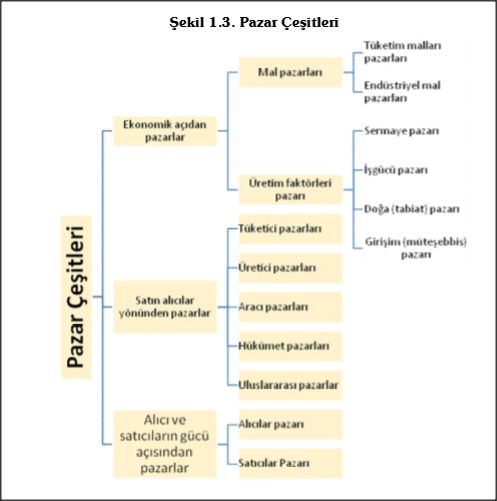 Şekil 1.3. Pazar Çeşitleri
Pazar Çeşitleri
Ekonomik açıdan
pazarlar
Mal pazarları
Tüketim malları
pazarları
Endüstriyel mal
pazarları
Üretim faktörleri
pazarı
Sermaye pazarı
İşgücü pazarı
Doğa (tabiat) pazarı
Girişim (müteşebbis)
pazarı
Satın alıcılar
yönünden pazarlar
Tüketici pazarları
Üretici pazarları
Aracı pazarları
Hükümet pazarları
Uluslararası pazarlar
Alıcı ve
satıcıların gücü
açısından
pazarlar
Alıcılar pazarı
Satıcılar Pazarı